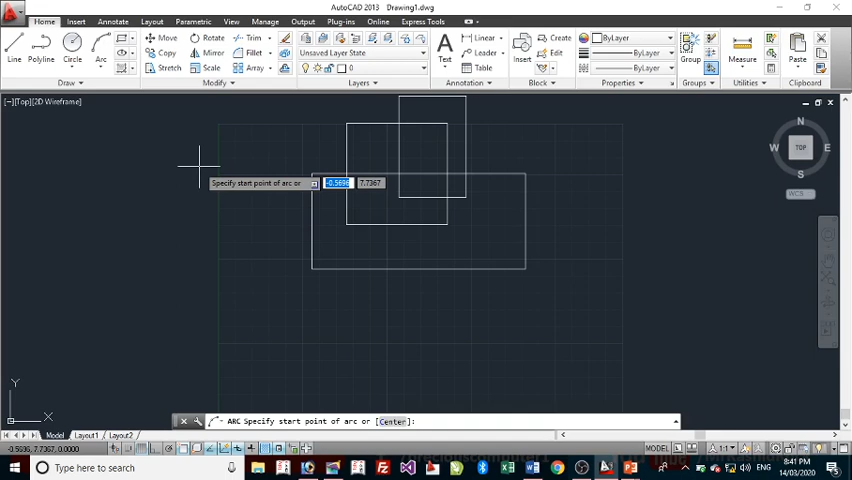 AutoCAD 2013 Drawing1.dwg
Home Insert Annotate Layout Parametric View Manage Output Plug-ins Online Express Tools
Line Polyline Circle Arc
Move Rotate Trim
Copy Mirror Fillet
Stretch Scale Array
Unsaved Layer State
0
Text
Linear
Leader
Table
Insert
Create
Edit
ByLayer
ByLayer
ByLayer
Group
Measure
Paste
Draw Modify Layers Annotation Block Properties Groups Utilities Clipboard
[–][Top][2D Wireframe]
N
W TOP E
S
WCS
Specify start point of arc or -0.5696 7.7367
Y
X
ARC Specify start point of arc or [Center]:
Model Layout1 Layout2
-0.5696, 7.7367, 0.0000
MODEL 1:1
Type here to search
ENG
8:41 PM
14/03/2020